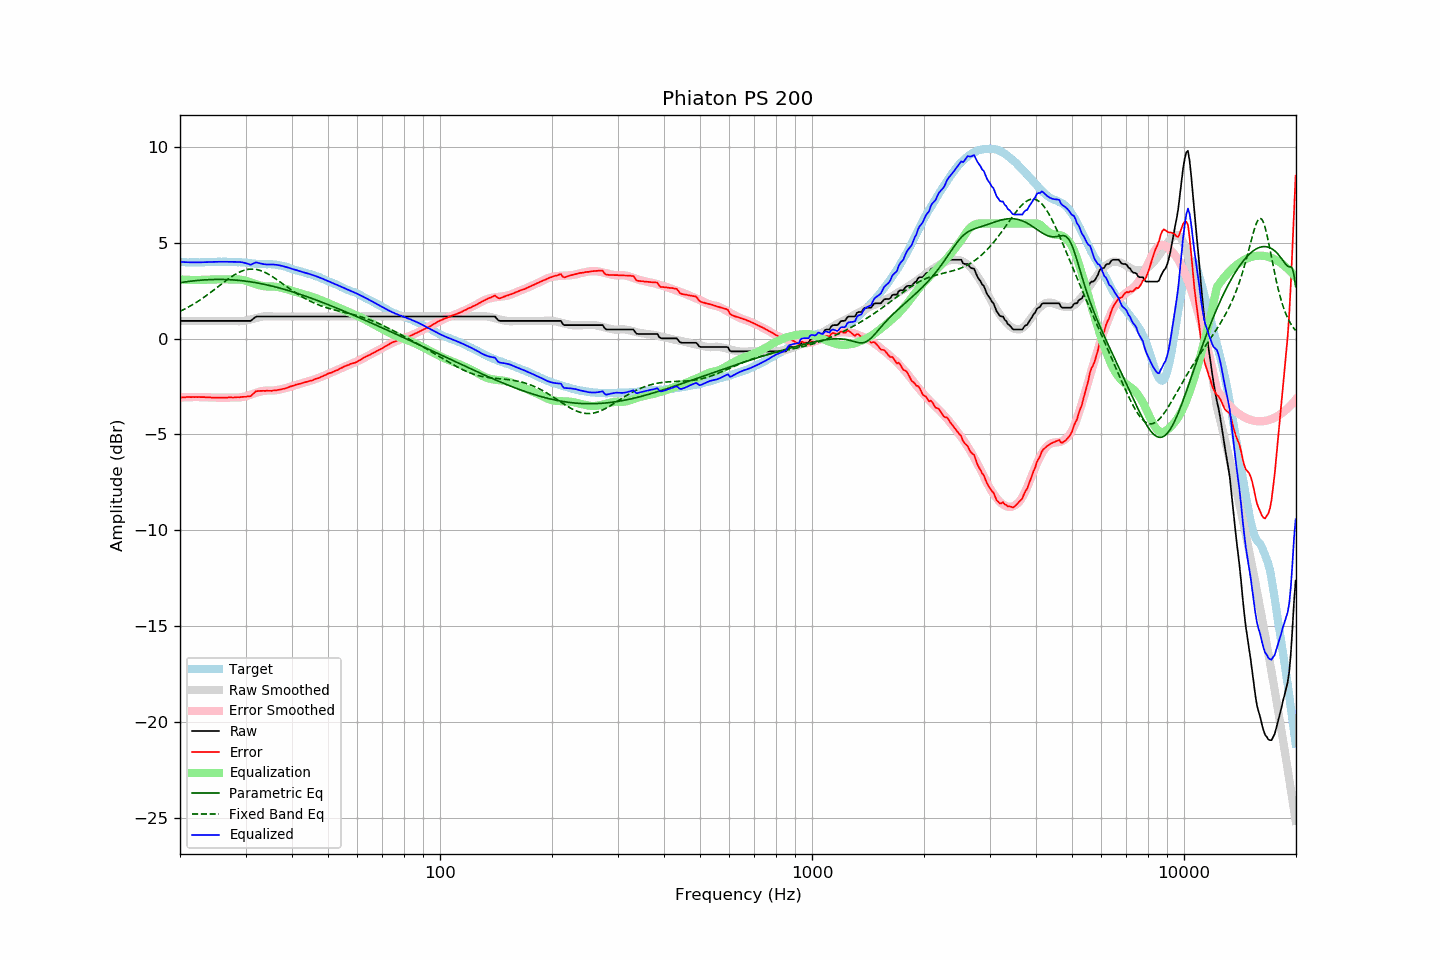 Phiaton PS 200
10
5
0
−5
−10
−15
−20
−25
Amplitude (dBr)
Target
Raw Smoothed
Error Smoothed
Raw
Error
Equalization
Parametric Eq
Fixed Band Eq
Equalized
100
1000
10000
Frequency (Hz)